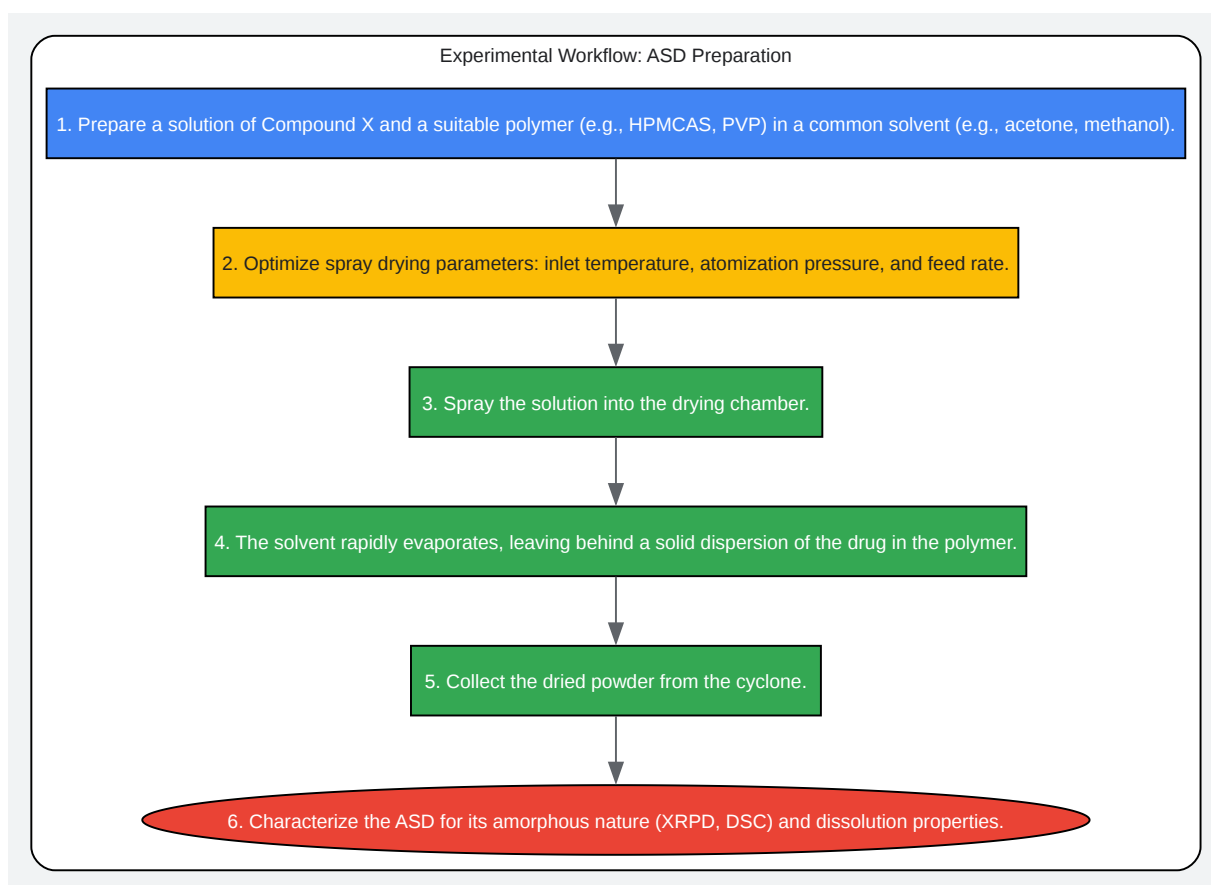 Experimental Workflow: ASD Preparation
1. Prepare a solution of Compound X and a suitable polymer (e.g., HPMCAS, PVP) in a common solvent (e.g., acetone, methanol).
2. Optimize spray drying parameters: inlet temperature, atomization pressure, and feed rate.
3. Spray the solution into the drying chamber.
4. The solvent rapidly evaporates, leaving behind a solid dispersion of the drug in the polymer.
5. Collect the dried powder from the cyclone.
6. Characterize the ASD for its amorphous nature (XRPD, DSC) and dissolution properties.